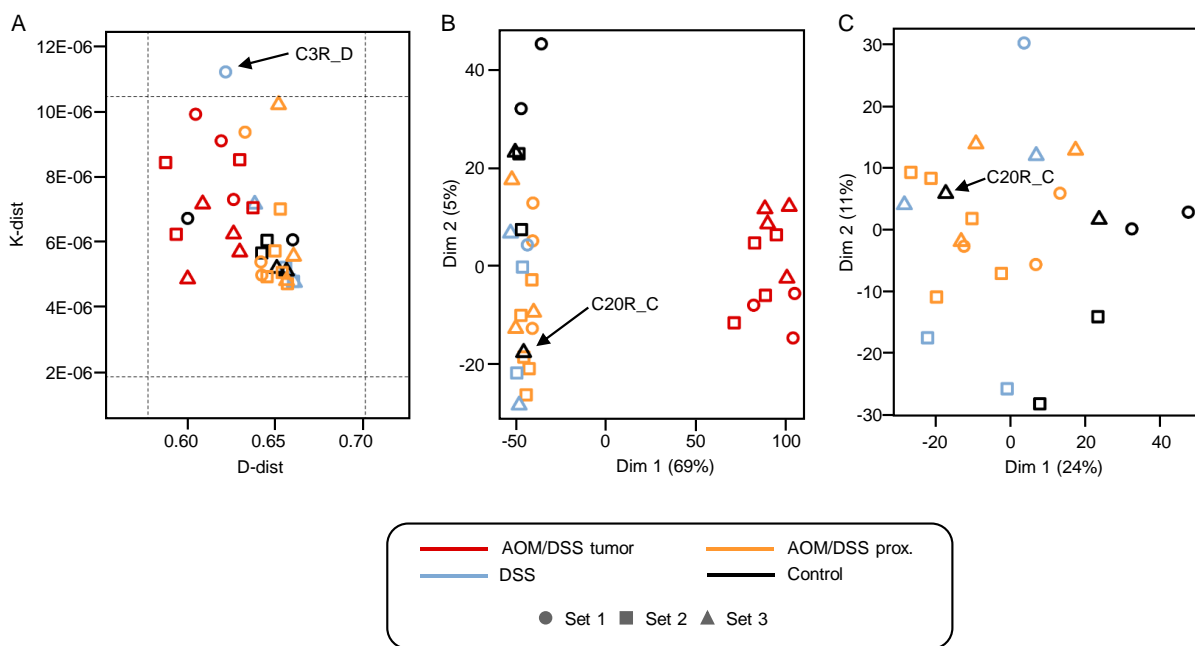 A
B
C
12E-06
10E-06
8E-06
6E-06
4E-06
2E-06
K-dist
C3R_D
0.60
0.65
0.70
D-dist
40
20
0
-20
Dim 2 (5%)
C20R_C
-50
0
50
100
Dim 1 (69%)
30
20
10
0
-10
-20
-30
Dim 2 (11%)
C20R_C
-20
0
20
40
Dim 1 (24%)
AOM/DSS tumor
AOM/DSS prox.
DSS
Control
Set 1 Set 2 Set 3